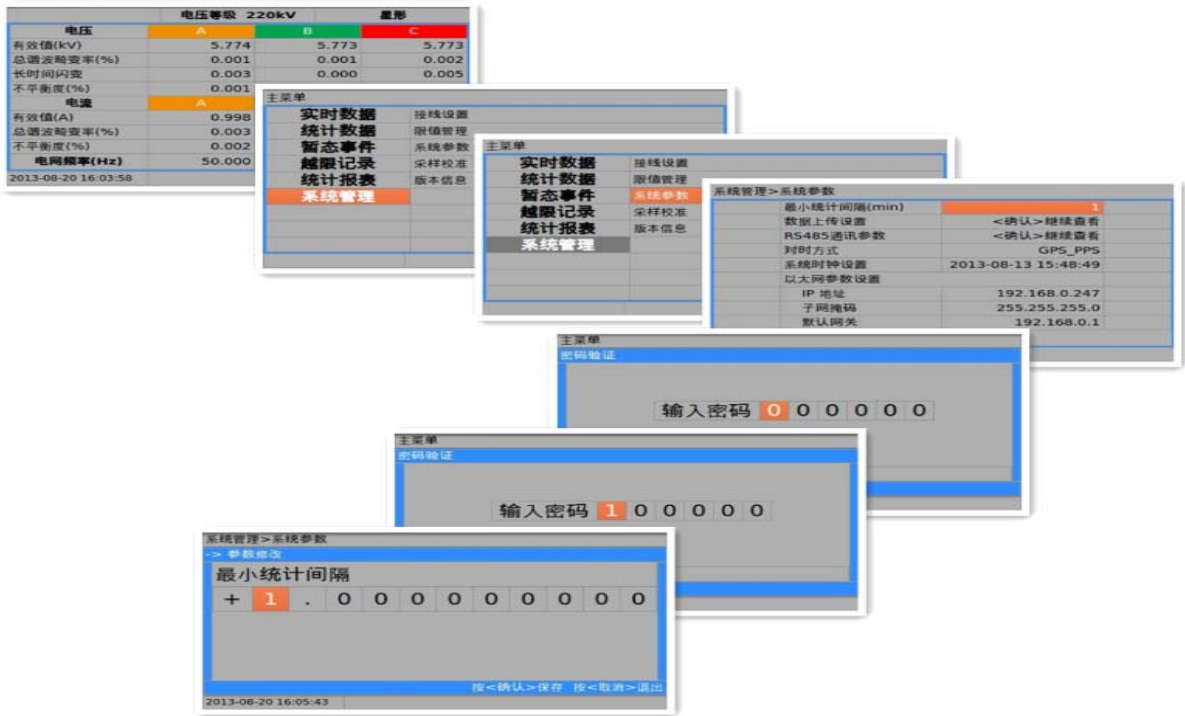 电压等级 220kV 星形
电压 A B C
有效值(kV) 5.774 5.773 5.773
总谐波畸变率(%) 0.001 0.001 0.002
长时间闪变 0.003 0.000 0.005
不平衡度(%) 0.001
电流 A
有效值(A) 0.998
总谐波畸变率(%) 0.003
不平衡度(%) 0.002
电网频率(Hz) 50.000
2013-08-20 16:03:58
主菜单
实时数据 接线设置
统计数据 限值管理
暂态事件 系统参数
越限记录 采样校准
统计报表 版本信息
系统管理
主菜单
实时数据 接线设置
统计数据 限值管理
暂态事件 系统参数
越限记录 采样校准
统计报表 版本信息
系统管理
系统管理>系统参数
最小统计间隔(min) 1
数据上传设置 <确认>继续查看
RS485通讯参数 <确认>继续查看
对时方式 GPS_PPS
系统时钟设置 2013-08-13 15:48:49
以太网参数设置
IP 地址 192.168.0.247
子网掩码 255.255.255.0
默认网关 192.168.0.1
主菜单
密码验证
输入密码 0 0 0 0 0 0
主菜单
密码验证
输入密码 1 0 0 0 0 0
系统管理>系统参数
-> 参数修改
最小统计间隔
+ 1 . 0 0 0 0 0 0 0 0 0
按<确认>保存 按<取消>退出
2013-08-20 16:05:43